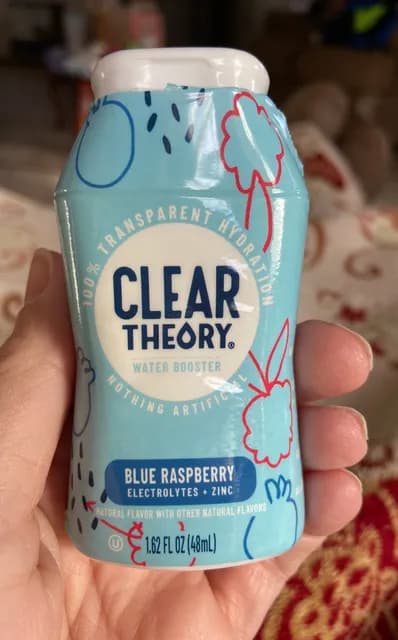 100% TRANSPARENT HYDRATION
CLEAR
THEORY®
WATER BOOSTER
NOTHING ARTIFICIAL
BLUE RASPBERRY
ELECTROLYTES + ZINC
NATURAL FLAVOR WITH OTHER NATURAL FLAVORS
U
1.62 FL OZ (48mL)